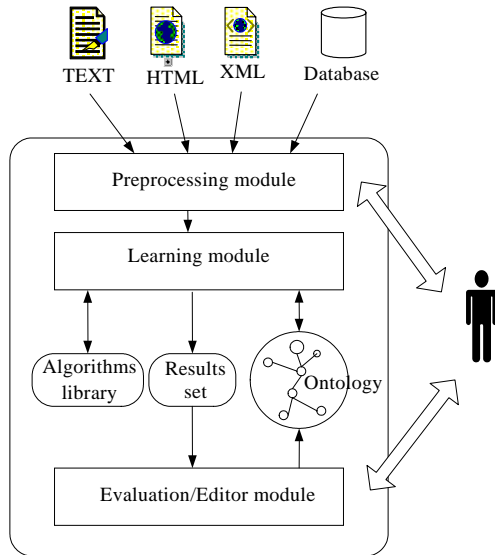 TEXT
HTML
XML
Database
Preprocessing module
Learning module
Algorithms
library
Results
set
Ontology
Evaluation/Editor module